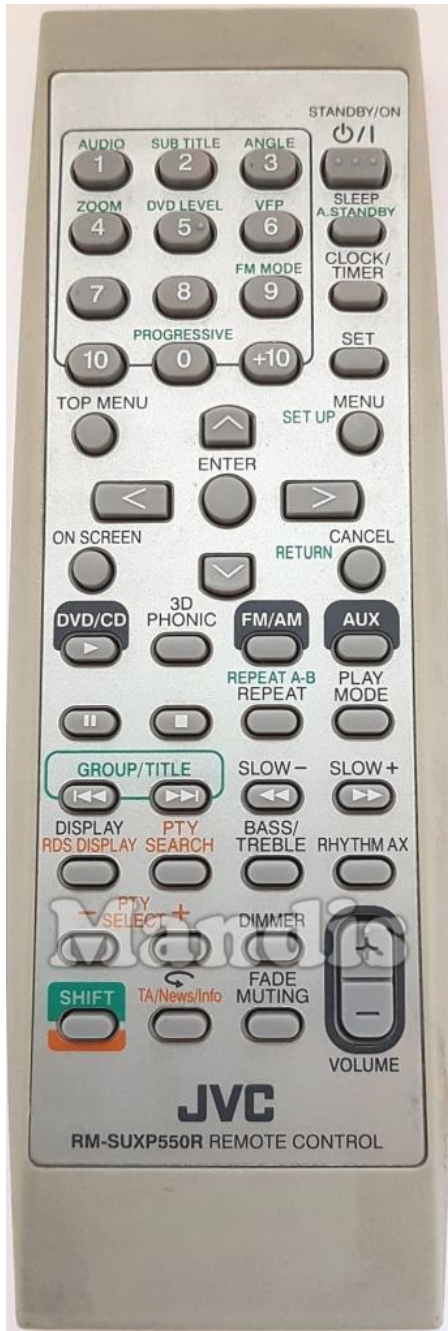 STANDBY/ON
⏻/I
AUDIO SUB TITLE ANGLE
1 2 3
SLEEP
A.STANDBY
ZOOM DVD LEVEL VFP
4 5 6
CLOCK/
TIMER
FM MODE
7 8 9
PROGRESSIVE
SET
10 0 +10
TOP MENU
MENU
SET UP
ENTER
ON SCREEN
CANCEL
RETURN
DVD/CD
3D
PHONIC
FM/AM
AUX
REPEAT A-B
REPEAT
PLAY
MODE
GROUP/TITLE
SLOW –
SLOW +
DISPLAY
RDS DISPLAY
PTY
SEARCH
BASS/
TREBLE
RHYTHM AX
– PTY
SELECT +
DIMMER
Mandis
SHIFT
TA/News/Info
FADE
MUTING
+
–
VOLUME
JVC
RM-SUXP550R REMOTE CONTROL